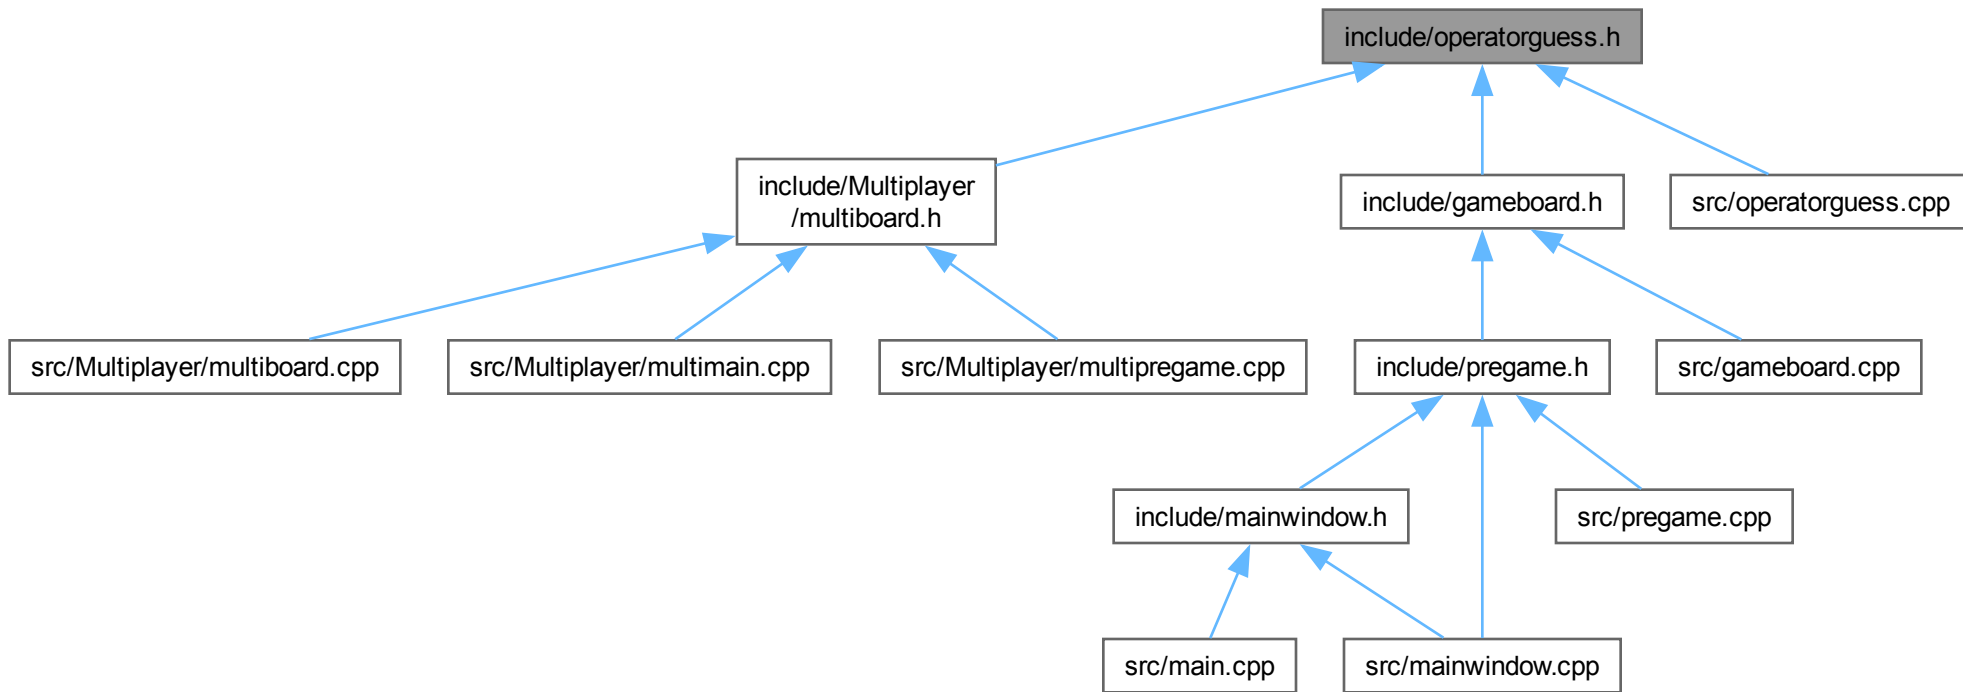 include/operatorguess.h
include/Multiplayer
/multiboard.h
include/gameboard.h
src/operatorguess.cpp
src/Multiplayer/multiboard.cpp
src/Multiplayer/multimain.cpp
src/Multiplayer/multipregame.cpp
include/pregame.h
src/gameboard.cpp
include/mainwindow.h
src/pregame.cpp
src/main.cpp
src/mainwindow.cpp